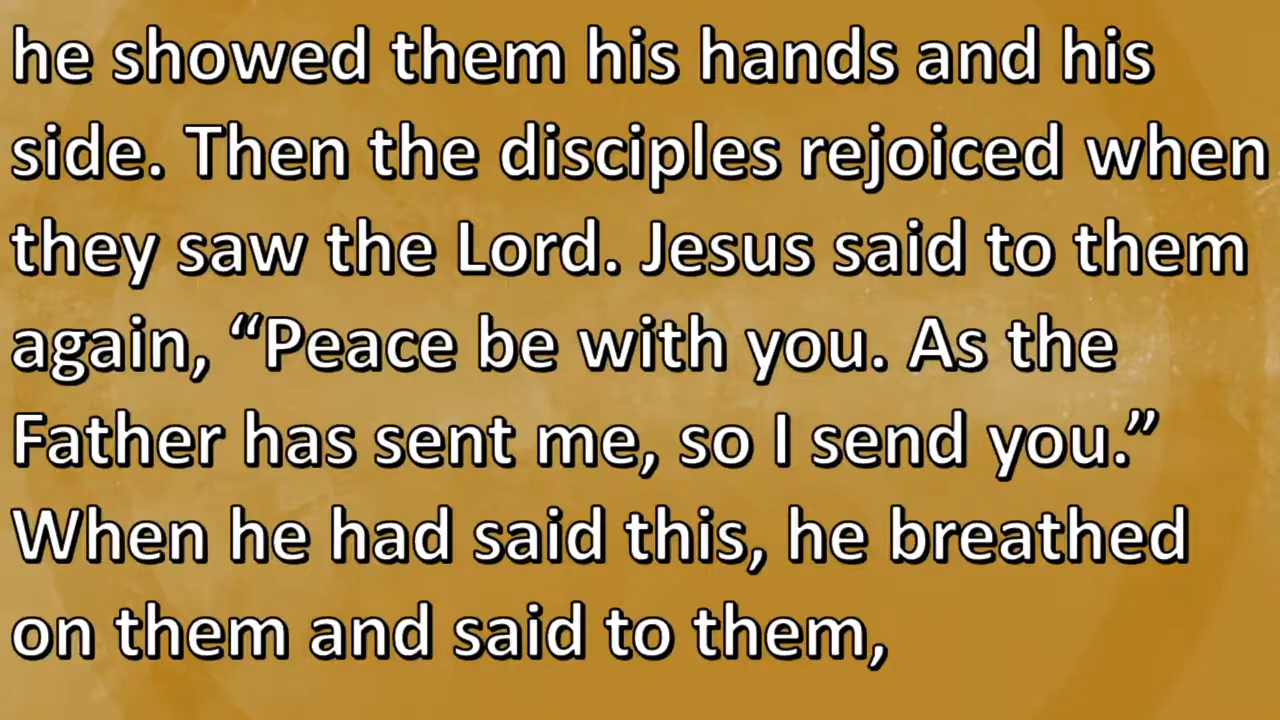 he showed them his hands and his
side. Then the disciples rejoiced when
they saw the Lord. Jesus said to them
again, “Peace be with you. As the
Father has sent me, so I send you.”
When he had said this, he breathed
on them and said to them,